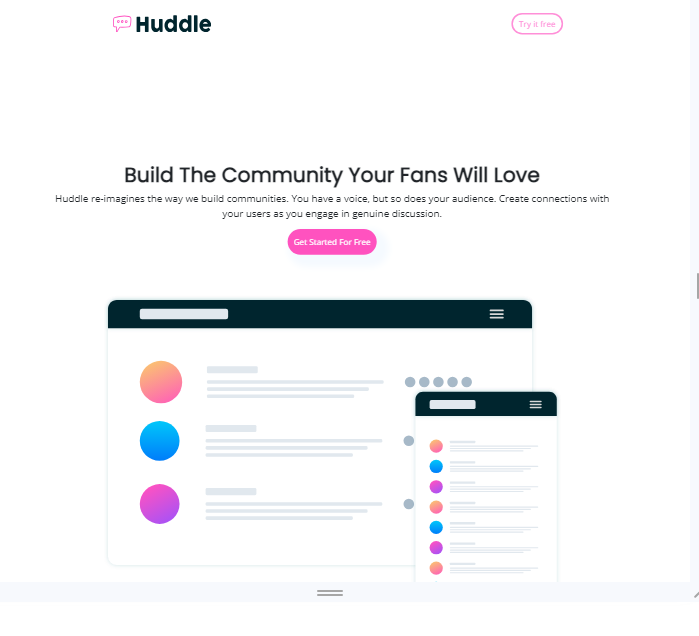 Huddle
Try it free
Build The Community Your Fans Will Love
Huddle re-imagines the way we build communities. You have a voice, but so does your audience. Create connections with
your users as you engage in genuine discussion.
Get Started For Free